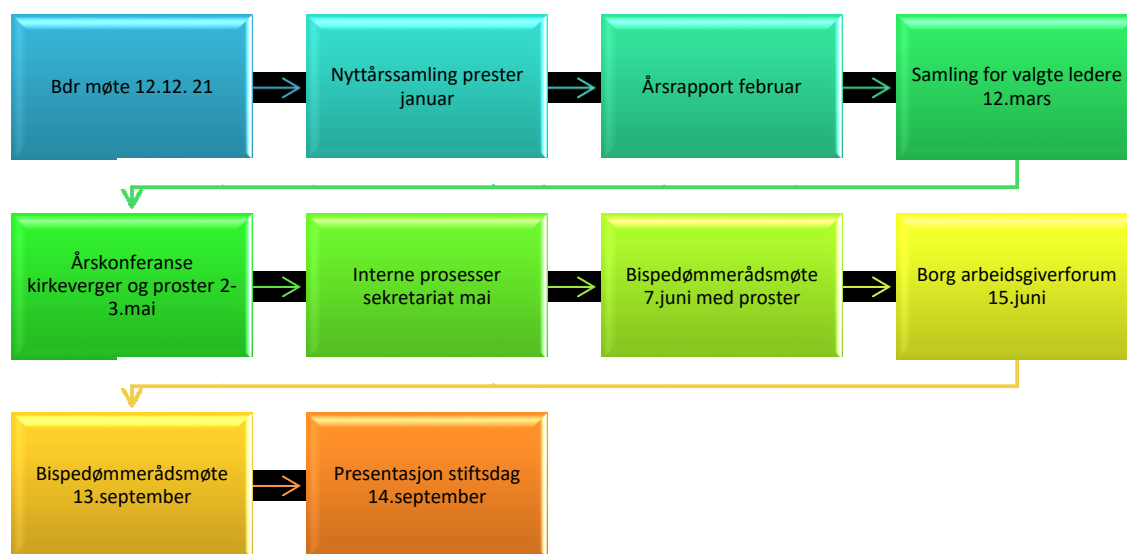 Bdr møte 12.12. 21
Nyttårssamling prester
januar
Årsrapport februar
Samling for valgte ledere
12.mars
Årskonferanse
kirkeverger og proster 2-
3.mai
Interne prosesser
sekretariat mai
Bispedømmerådsmøte
7.juni med proster
Borg arbeidsgiverforum
15.juni
Bispedømmerådsmøte
13.september
Presentasjon stiftsdag
14.september